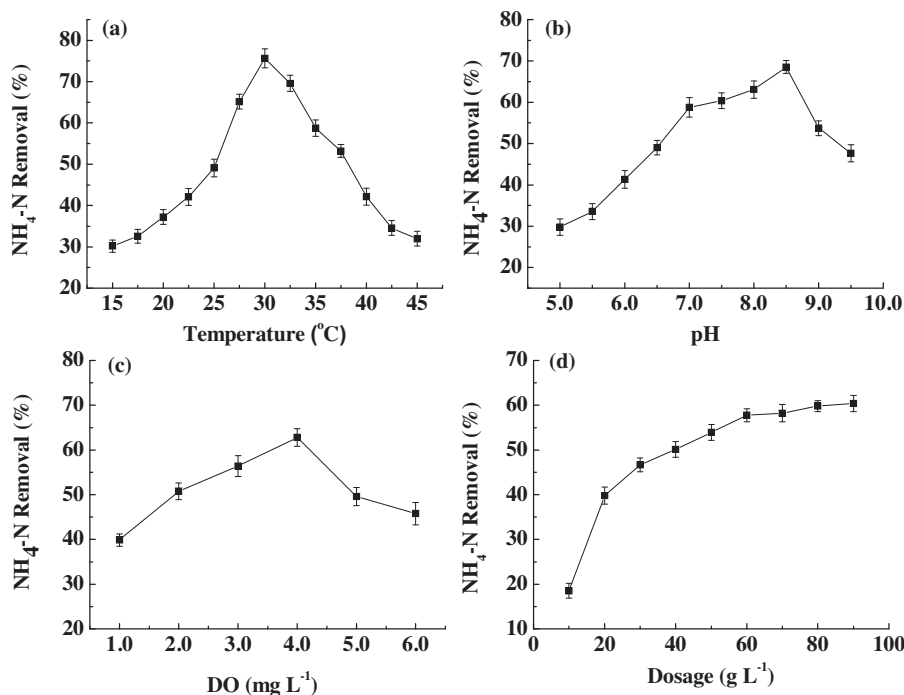 (a)
80
70
60
50
40
30
20
NH₄-N Removal (%)
15 20 25 30 35 40 45
Temperature (°C)
(b)
80
70
60
50
40
30
20
NH₄-N Removal (%)
5.0 6.0 7.0 8.0 9.0 10.0
pH
(c)
80
70
60
50
40
30
20
NH₄-N Removal (%)
1.0 2.0 3.0 4.0 5.0 6.0
DO (mg L⁻¹)
(d)
70
60
50
40
30
20
10
NH₄-N Removal (%)
0 20 40 60 80 100
Dosage (g L⁻¹)